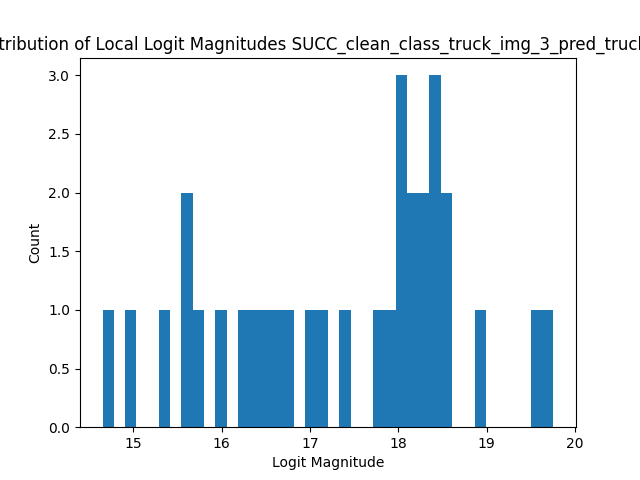 tribution of Local Logit Magnitudes SUCC_clean_class_truck_img_3_pred_truck
3.0
2.5
2.0
1.5
1.0
0.5
0.0
Count
15 16 17 18 19 20
Logit Magnitude